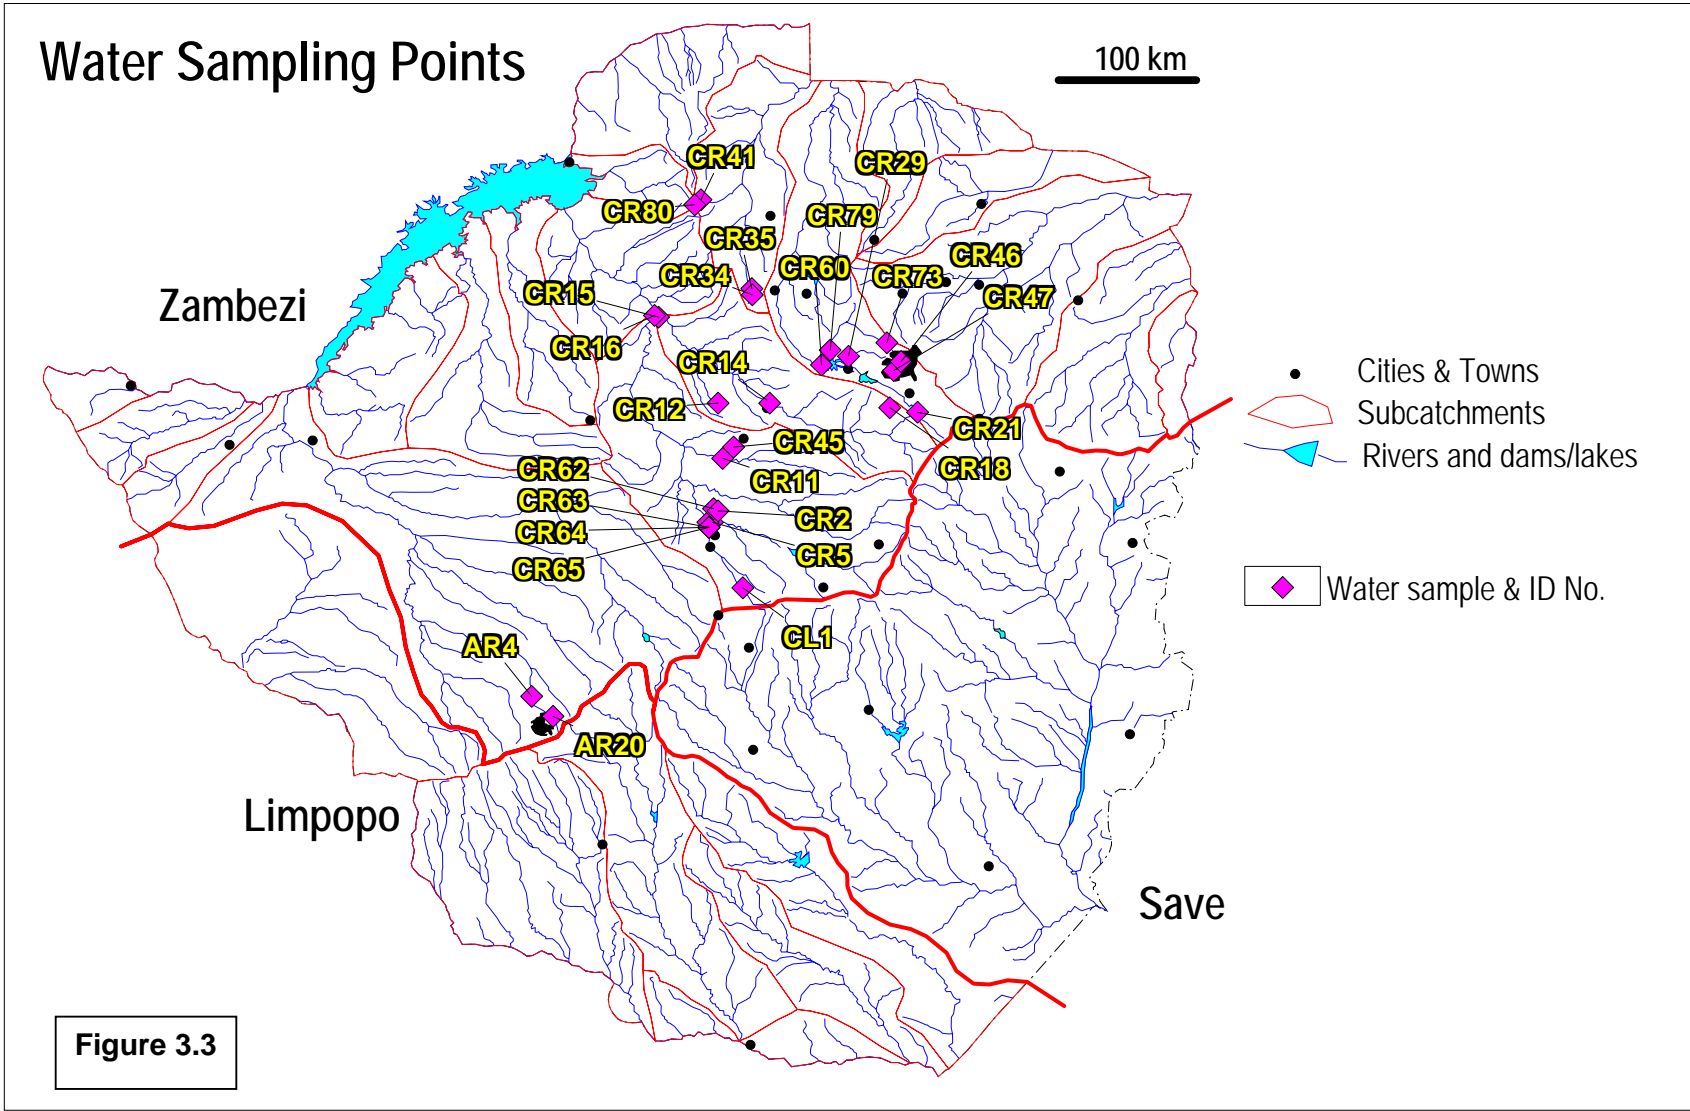 Water Sampling Points
100 km
CR41
CR29
CR80
CR79
CR35
CR46
CR34
CR60
CR73
CR15
CR47
Zambezi
CR16
CR14
Cities & Towns
CR12
Subcatchments
CR21
CR45
Rivers and dams/lakes
CR62
CR18
CR11
CR63
CR2
CR64
CR5
CR65
Water sample & ID No.
CL1
AR4
AR20
Limpopo
Save
Figure 3.3